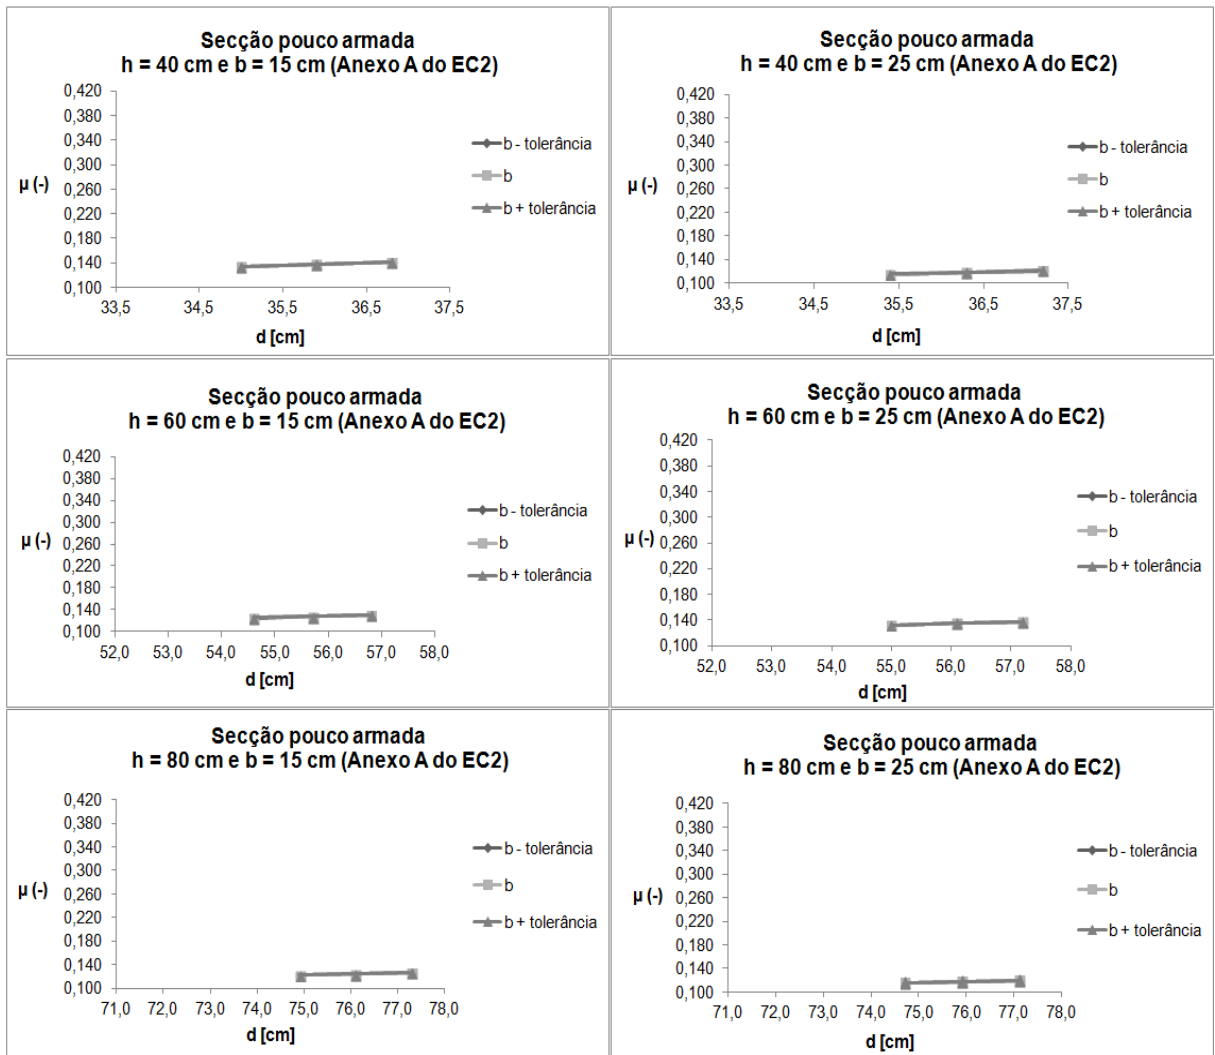 Secção pouco armada
h = 40 cm e b = 15 cm (Anexo A do EC2)
0,420
0,380
0,340
0,300
0,260
0,220
0,180
0,140
0,100
µ (-)
33,5 34,5 35,5 36,5 37,5
d [cm]
b - tolerância
b
b + tolerância
Secção pouco armada
h = 40 cm e b = 25 cm (Anexo A do EC2)
0,420
0,380
0,340
0,300
0,260
0,220
0,180
0,140
0,100
µ (-)
33,5 34,5 35,5 36,5 37,5
d [cm]
b - tolerância
b
b + tolerância
Secção pouco armada
h = 60 cm e b = 15 cm (Anexo A do EC2)
0,420
0,380
0,340
0,300
0,260
0,220
0,180
0,140
0,100
µ (-)
52,0 53,0 54,0 55,0 56,0 57,0 58,0
d [cm]
b - tolerância
b
b + tolerância
Secção pouco armada
h = 60 cm e b = 25 cm (Anexo A do EC2)
0,420
0,380
0,340
0,300
0,260
0,220
0,180
0,140
0,100
µ (-)
52,0 53,0 54,0 55,0 56,0 57,0 58,0
d [cm]
b - tolerância
b
b + tolerância
Secção pouco armada
h = 80 cm e b = 15 cm (Anexo A do EC2)
0,420
0,380
0,340
0,300
0,260
0,220
0,180
0,140
0,100
µ (-)
71,0 72,0 73,0 74,0 75,0 76,0 77,0 78,0
d [cm]
b - tolerância
b
b + tolerância
Secção pouco armada
h = 80 cm e b = 25 cm (Anexo A do EC2)
0,420
0,380
0,340
0,300
0,260
0,220
0,180
0,140
0,100
µ (-)
71,0 72,0 73,0 74,0 75,0 76,0 77,0 78,0
d [cm]
b - tolerância
b
b + tolerância